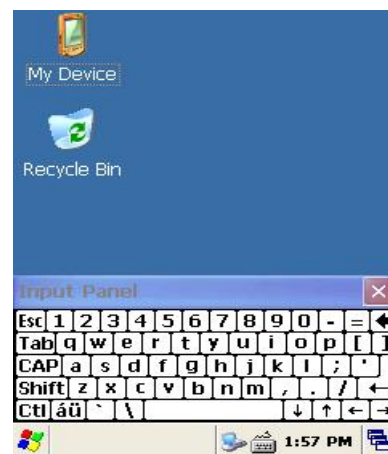 My Device
Recycle Bin
Input Panel
Esc 1 2 3 4 5 6 7 8 9 0 - =
Tab q w e r t y u i o p [ ]
CAP a s d f g h j k l ; '
Shift z x c v b n m , . /
Ctl áü ` \ ↓ ↑ ← →
1:57 PM